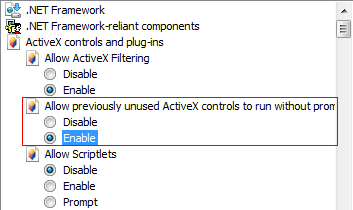 .NET Framework
.NET Framework-reliant components
ActiveX controls and plug-ins
Allow ActiveX Filtering
Disable
Enable
Allow previously unused ActiveX controls to run without prom
Disable
Enable
Allow Scriptlets
Disable
Enable
Prompt